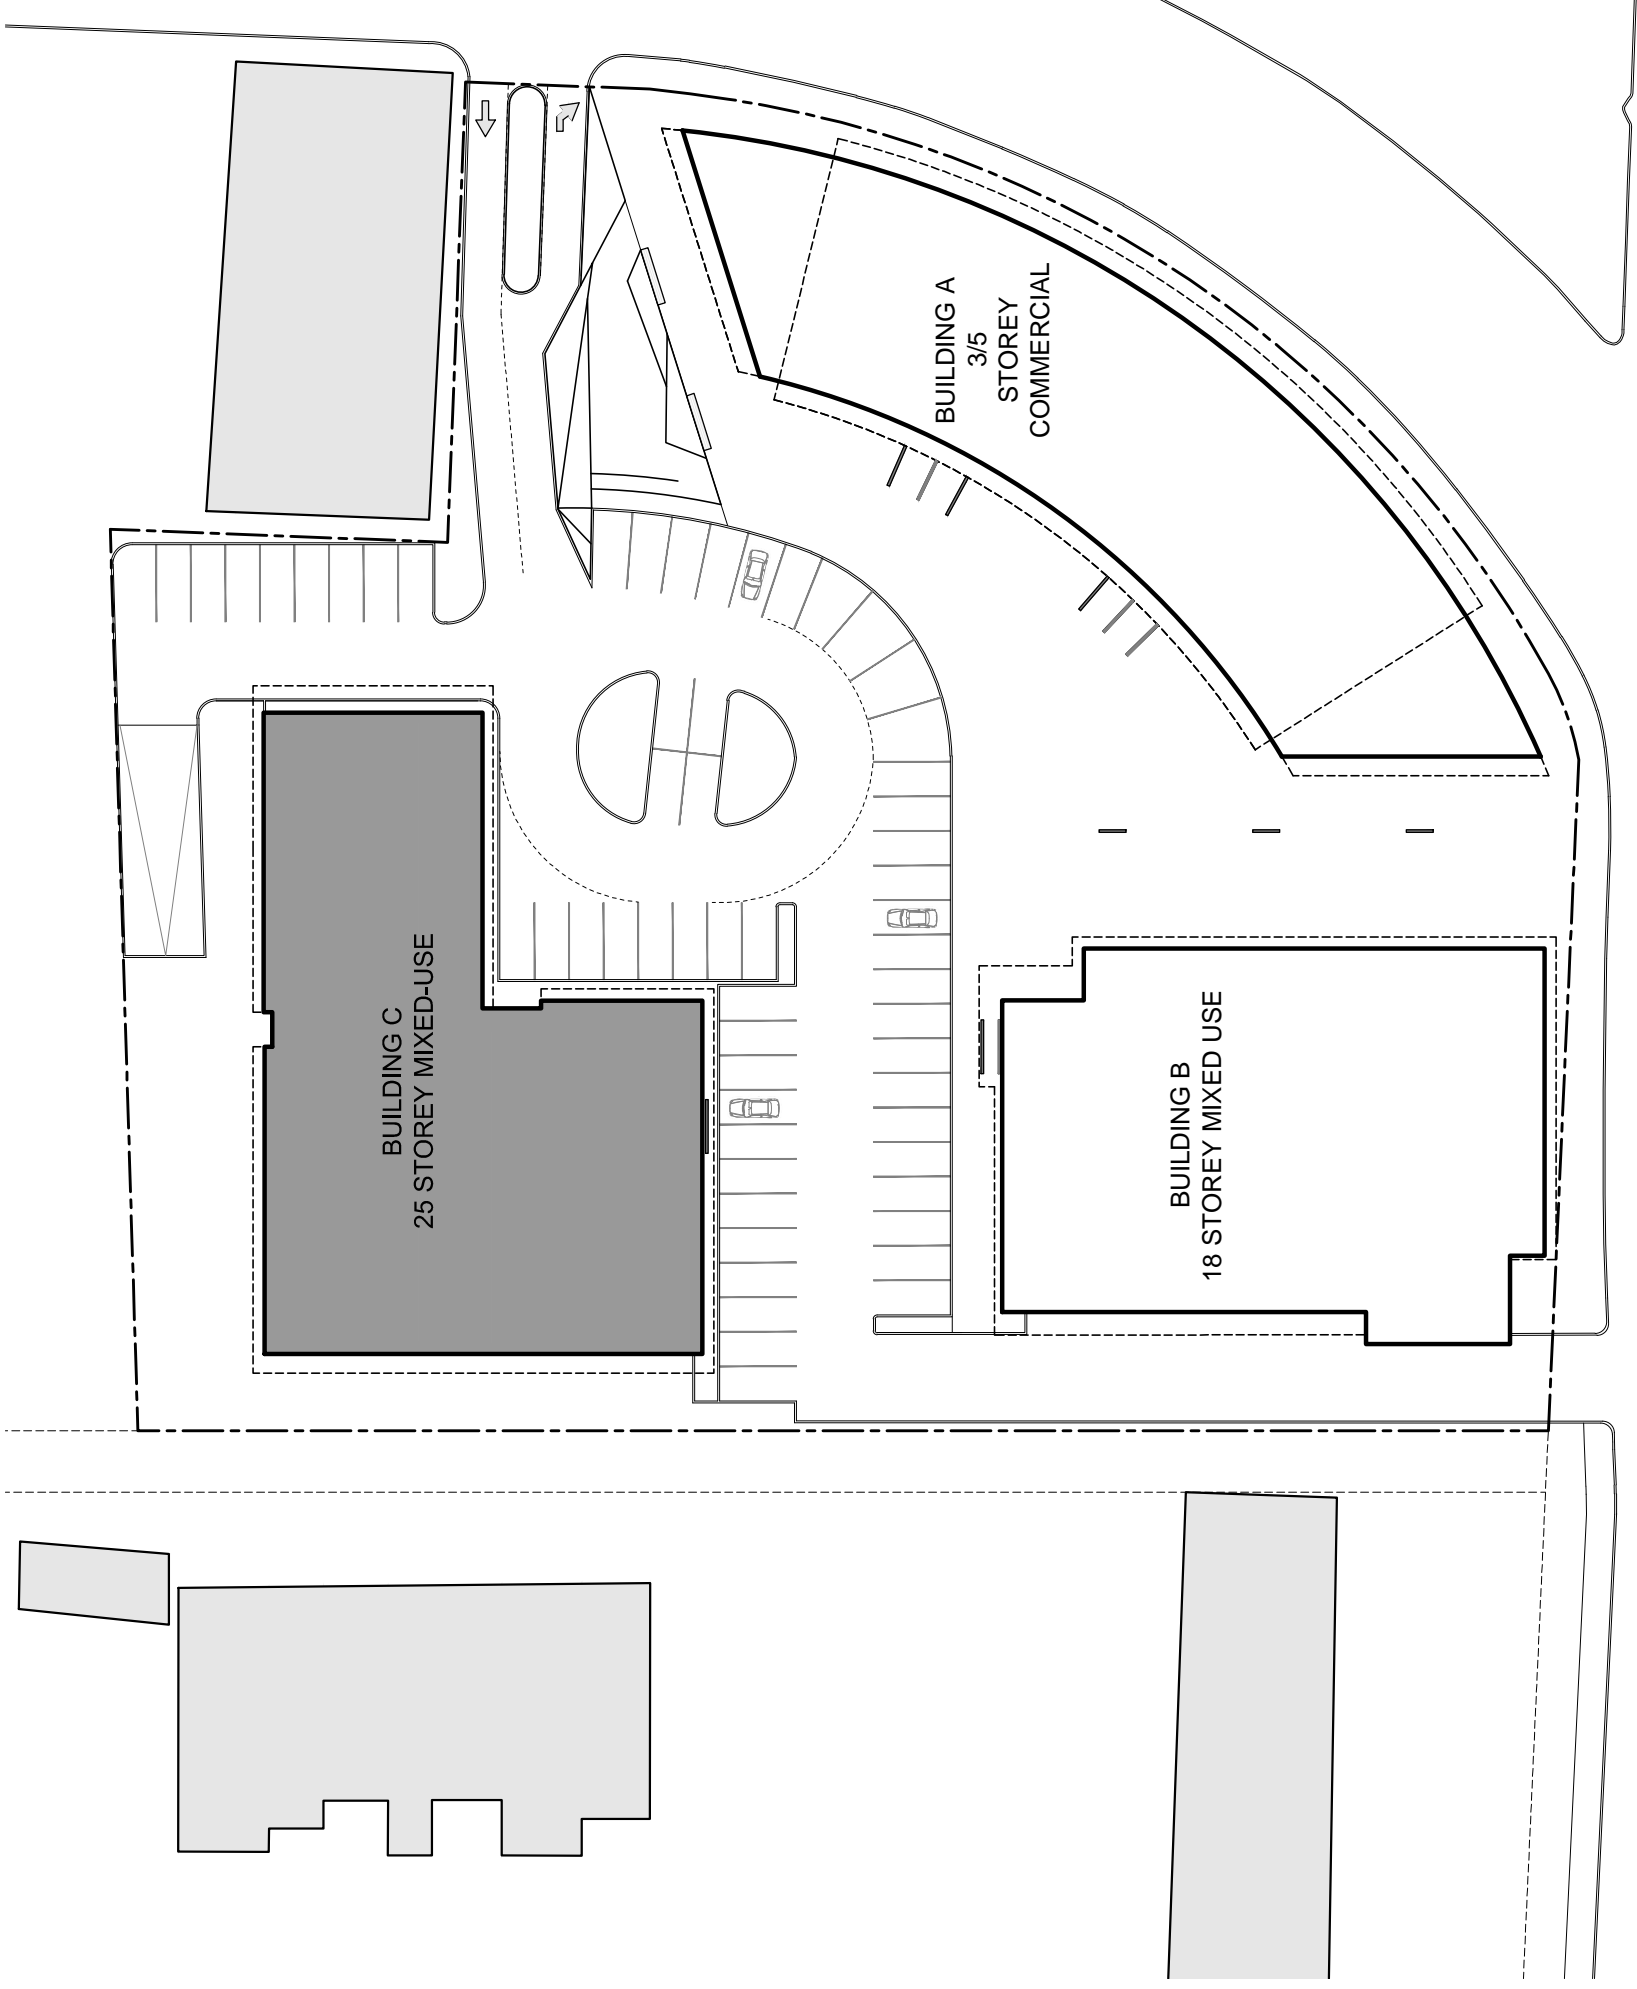 BUILDING A
3/5
STOREY
COMMERCIAL
BUILDING C
25 STOREY MIXED-USE
BUILDING B
18 STOREY MIXED USE